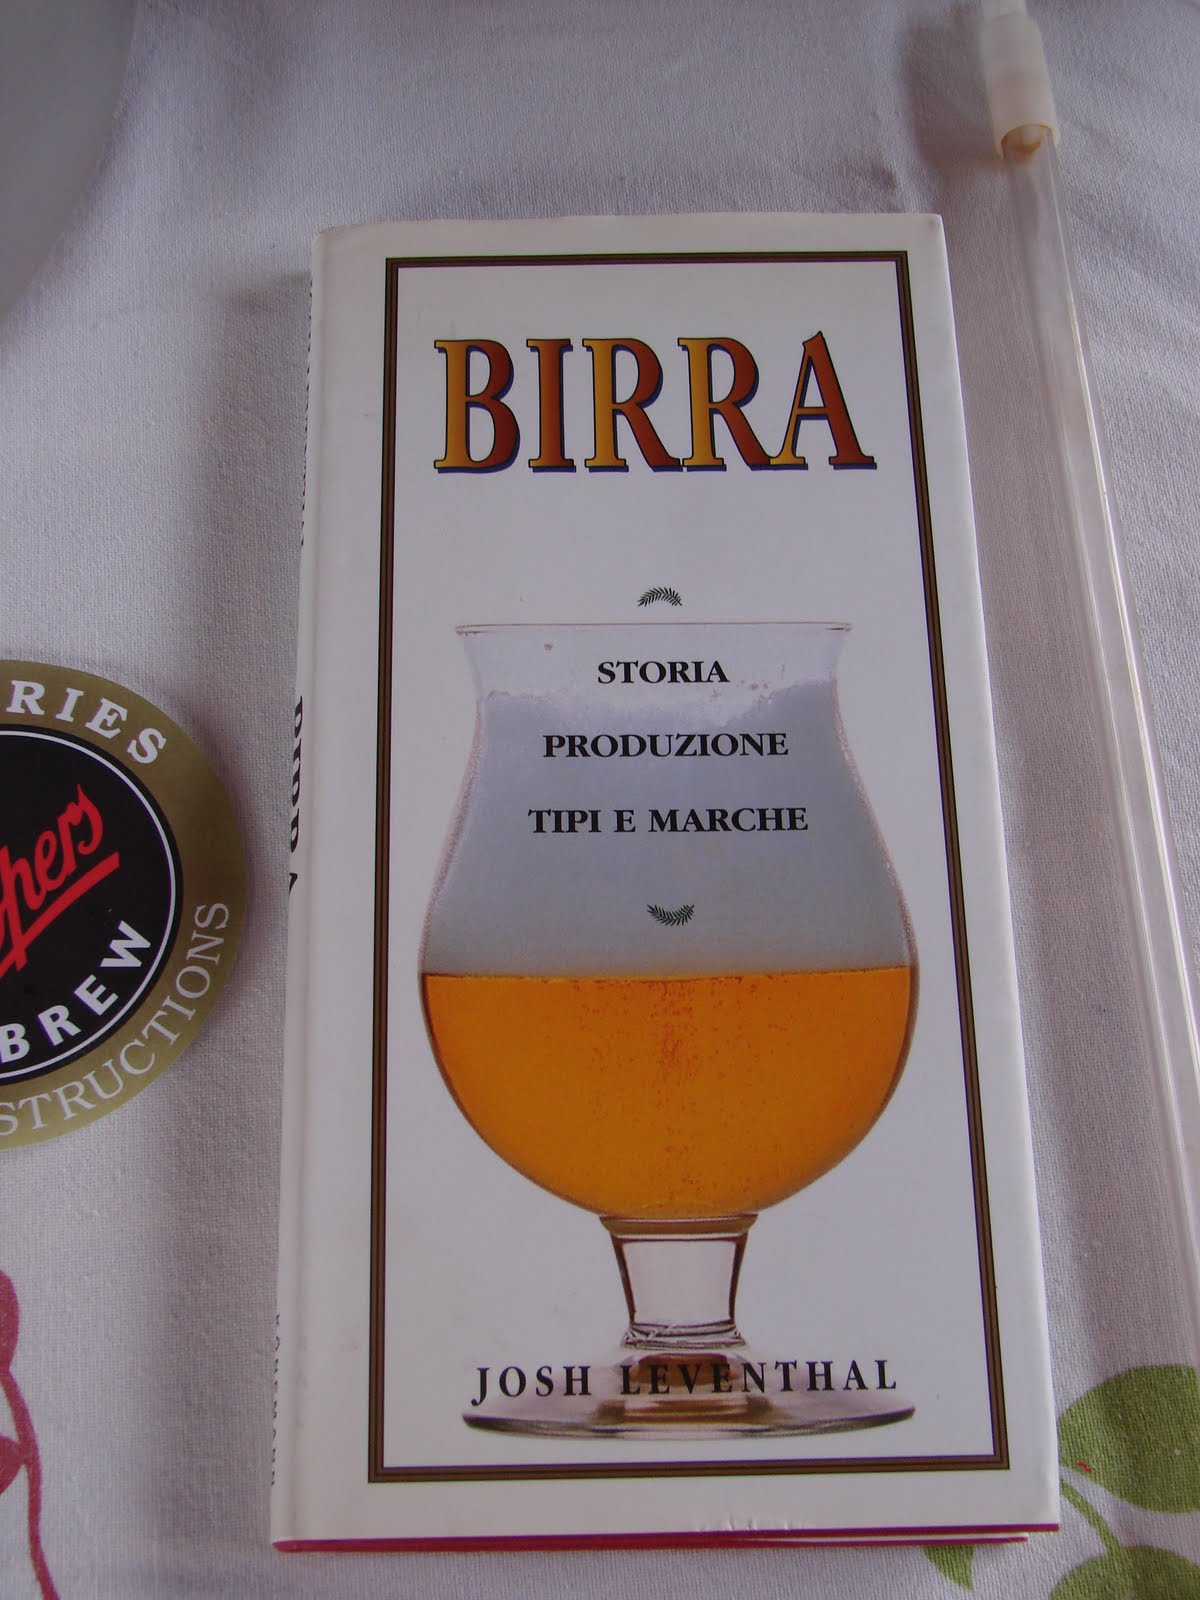 BIRRA
STORIA
PRODUZIONE
TIPI E MARCHE
JOSH LEVENTHAL
RIES
BREW
STRUCTIONS